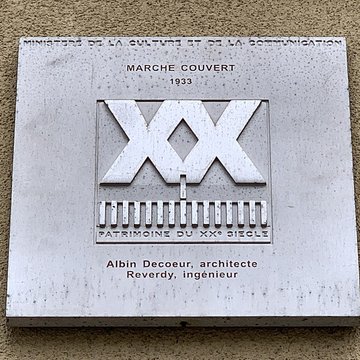 MINISTERE DE LA CULTURE ET DE LA COMMUNICATION
MARCHE COUVERT
1933
XX
PATRIMOINE DU XXe SIECLE
Albin Decoeur, architecte
Reverdy, ingénieur